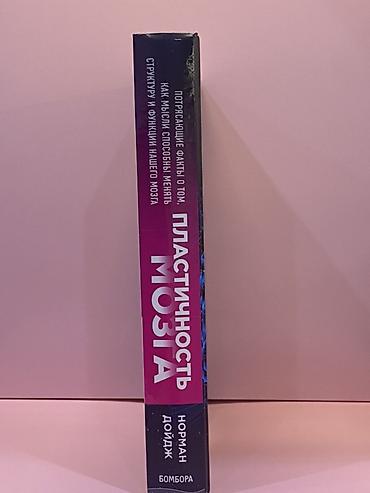 ПОТРЯСАЮЩИЕ ФАКТЫ О ТОМ,
КАК МЫСЛИ СПОСОБНЫ МЕНЯТЬ
СТРУКТУРУ И ФУНКЦИИ НАШЕГО МОЗГА
ПЛАСТИЧНОСТЬ
МОЗГА
НОРМАН
ДОЙДЖ
БОМБОРА